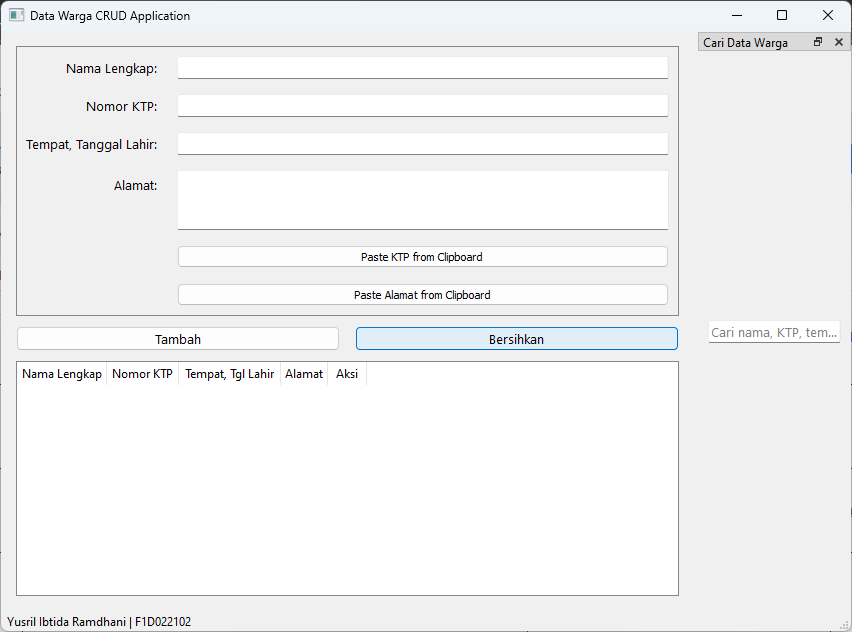 Data Warga CRUD Application
Cari Data Warga
Nama Lengkap:
Nomor KTP:
Tempat, Tanggal Lahir:
Alamat:
Paste KTP from Clipboard
Paste Alamat from Clipboard
Cari nama, KTP, tem...
Tambah Bersihkan
Nama Lengkap Nomor KTP Tempat, Tgl Lahir Alamat Aksi
Yusril Ibtida Ramdhani | F1D022102